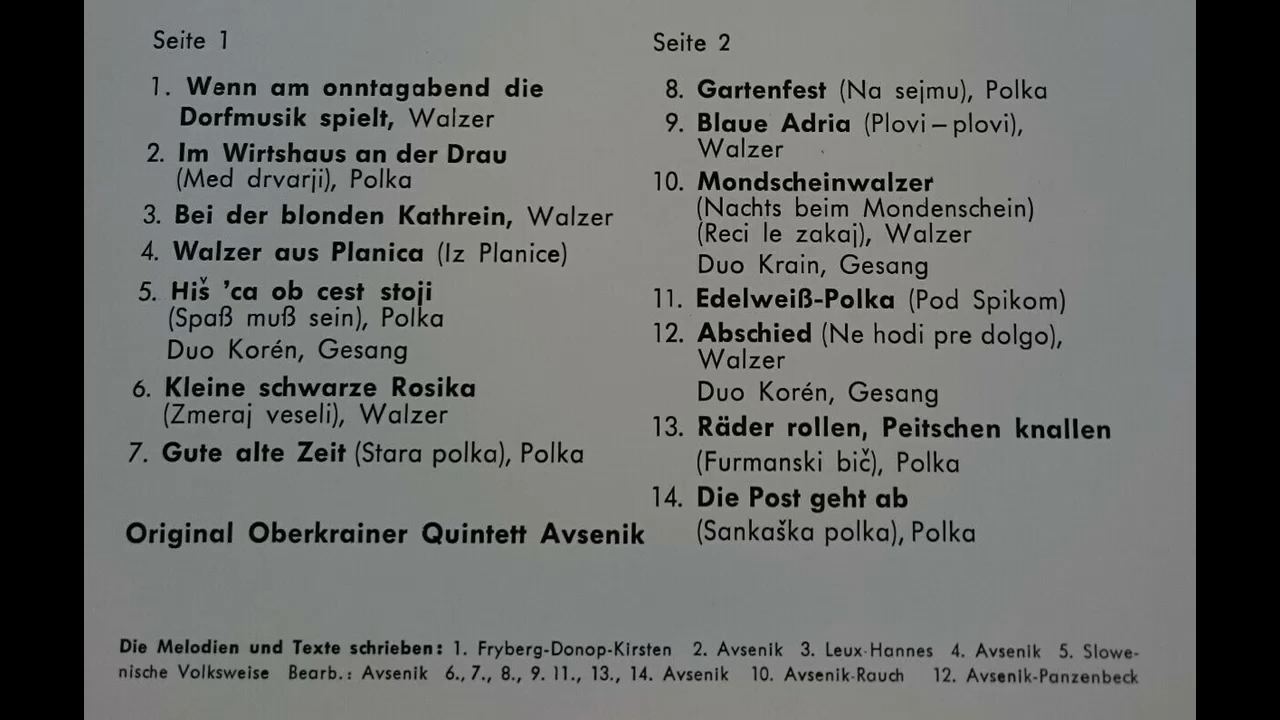 Seite 1
1. Wenn am onntagabend die
Dorfmusik spielt, Walzer
2. Im Wirtshaus an der Drau
(Med drvarji), Polka
3. Bei der blonden Kathrein, Walzer
4. Walzer aus Planica (Iz Planice)
5. Hiš 'ca ob cest stoji
(Spaß muß sein), Polka
Duo Korén, Gesang
6. Kleine schwarze Rosika
(Zmeraj veseli), Walzer
7. Gute alte Zeit (Stara polka), Polka
Original Oberkrainer Quintett Avsenik
Seite 2
8. Gartenfest (Na sejmu), Polka
9. Blaue Adria (Plovi – plovi),
Walzer
10. Mondscheinwalzer
(Nachts beim Mondenschein)
(Reci le zakaj), Walzer
Duo Krain, Gesang
11. Edelweiß-Polka (Pod Spikom)
12. Abschied (Ne hodi pre dolgo),
Walzer
Duo Korén, Gesang
13. Räder rollen, Peitschen knallen
(Furmanski bič), Polka
14. Die Post geht ab
(Sankaška polka), Polka
Die Melodien und Texte schrieben: 1. Fryberg-Donop-Kirsten 2. Avsenik 3. Leux-Hannes 4. Avsenik 5. Slowe-
nische Volksweise Bearb.: Avsenik 6., 7., 8., 9. 11., 13., 14. Avsenik 10. Avsenik-Rauch 12. Avsenik-Panzenbeck